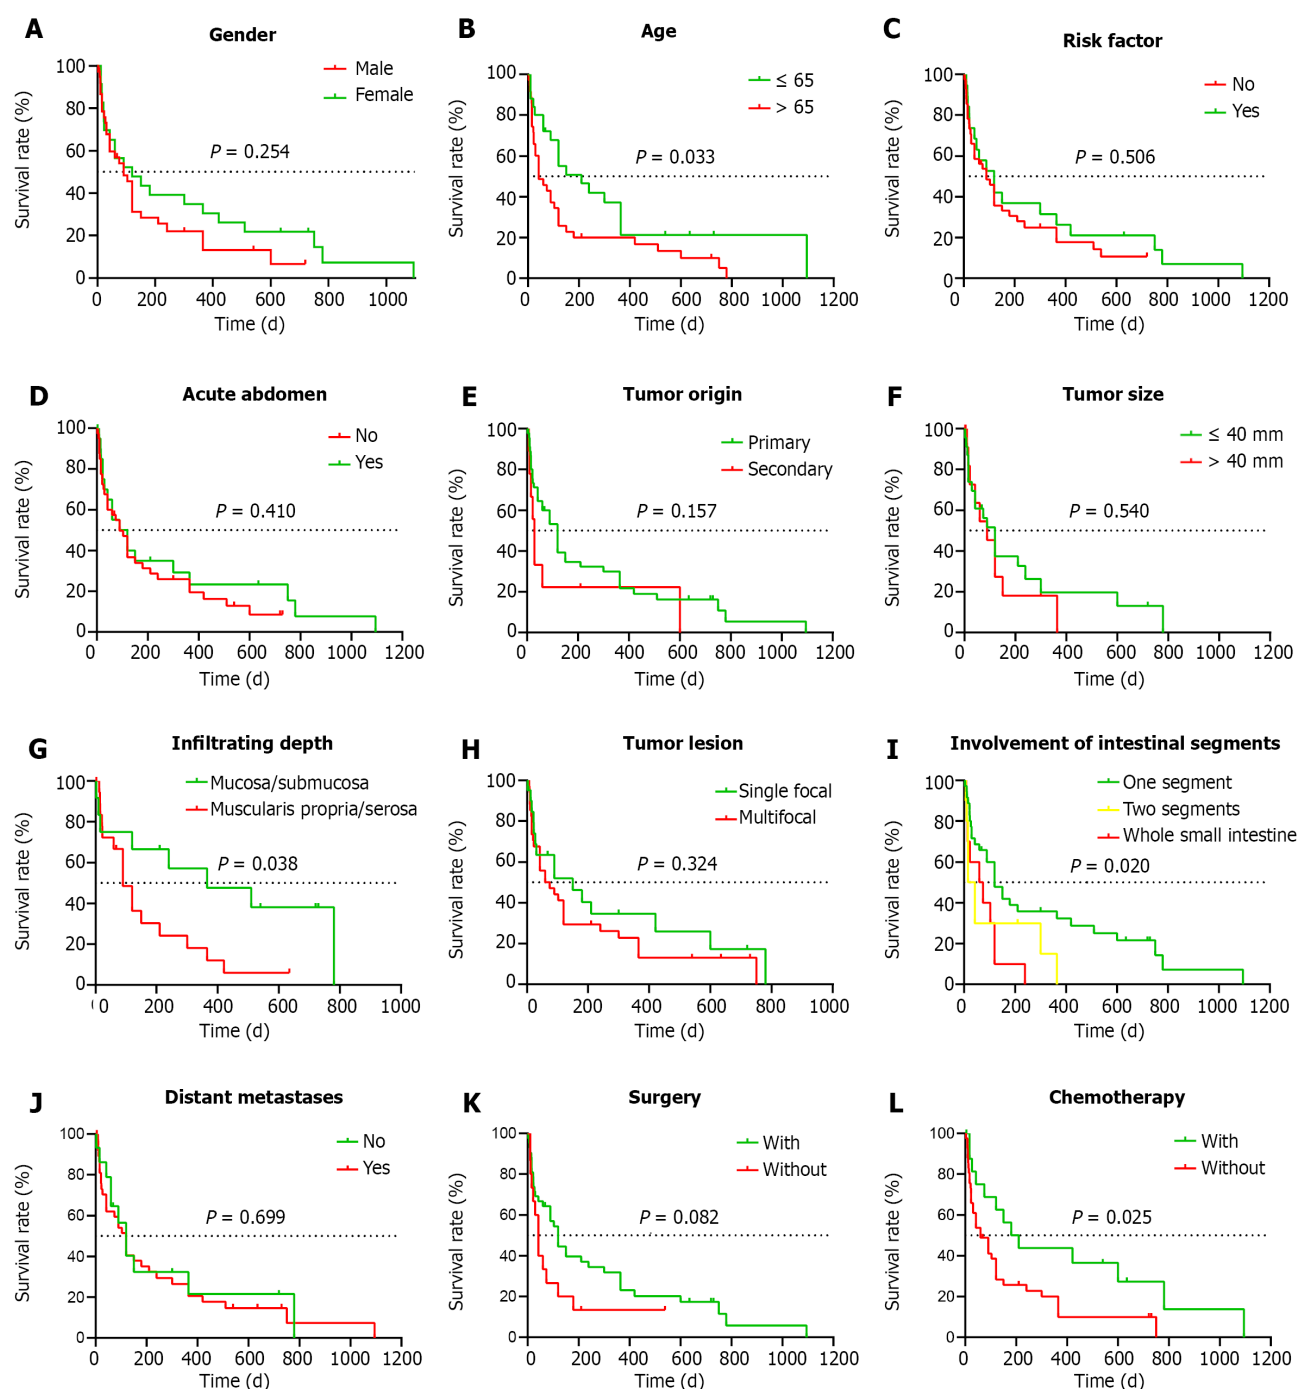 A
Gender
Male
Female
P = 0.254
Survival rate (%)
100
80
60
40
20
0
0 200 400 600 800 1000
Time (d)
B
Age
≤ 65
> 65
P = 0.033
Survival rate (%)
100
80
60
40
20
0
0 200 400 600 800 1000 1200
Time (d)
C
Risk factor
No
Yes
P = 0.506
Survival rate (%)
100
80
60
40
20
0
0 200 400 600 800 1000 1200
Time (d)
D
Acute abdomen
No
Yes
P = 0.410
Survival rate (%)
100
80
60
40
20
0
0 200 400 600 800 1000 1200
Time (d)
E
Tumor origin
Primary
Secondary
P = 0.157
Survival rate (%)
100
80
60
40
20
0
0 200 400 600 800 1000 1200
Time (d)
F
Tumor size
≤ 40 mm
> 40 mm
P = 0.540
Survival rate (%)
100
80
60
40
20
0
0 200 400 600 800 1000 1200
Time (d)
G
Infiltrating depth
Mucosa/submucosa
Muscularis propria/serosa
P = 0.038
Survival rate (%)
100
80
60
40
20
0
0 200 400 600 800 1000
Time (d)
H
Tumor lesion
Single focal
Multifocal
P = 0.324
Survival rate (%)
100
80
60
40
20
0
0 200 400 600 800 1000
Time (d)
I
Involvement of intestinal segments
One segment
Two segments
Whole small intestine
P = 0.020
Survival rate (%)
100
80
60
40
20
0
0 200 400 600 800 1000 1200
Time (d)
J
Distant metastases
No
Yes
P = 0.699
Survival rate (%)
100
80
60
40
20
0
0 200 400 600 800 1000 1200
Time (d)
K
Surgery
With
Without
P = 0.082
Survival rate (%)
100
80
60
40
20
0
0 200 400 600 800 1000 1200
Time (d)
L
Chemotherapy
With
Without
P = 0.025
Survival rate (%)
100
80
60
40
20
0
0 200 400 600 800 1000 1200
Time (d)